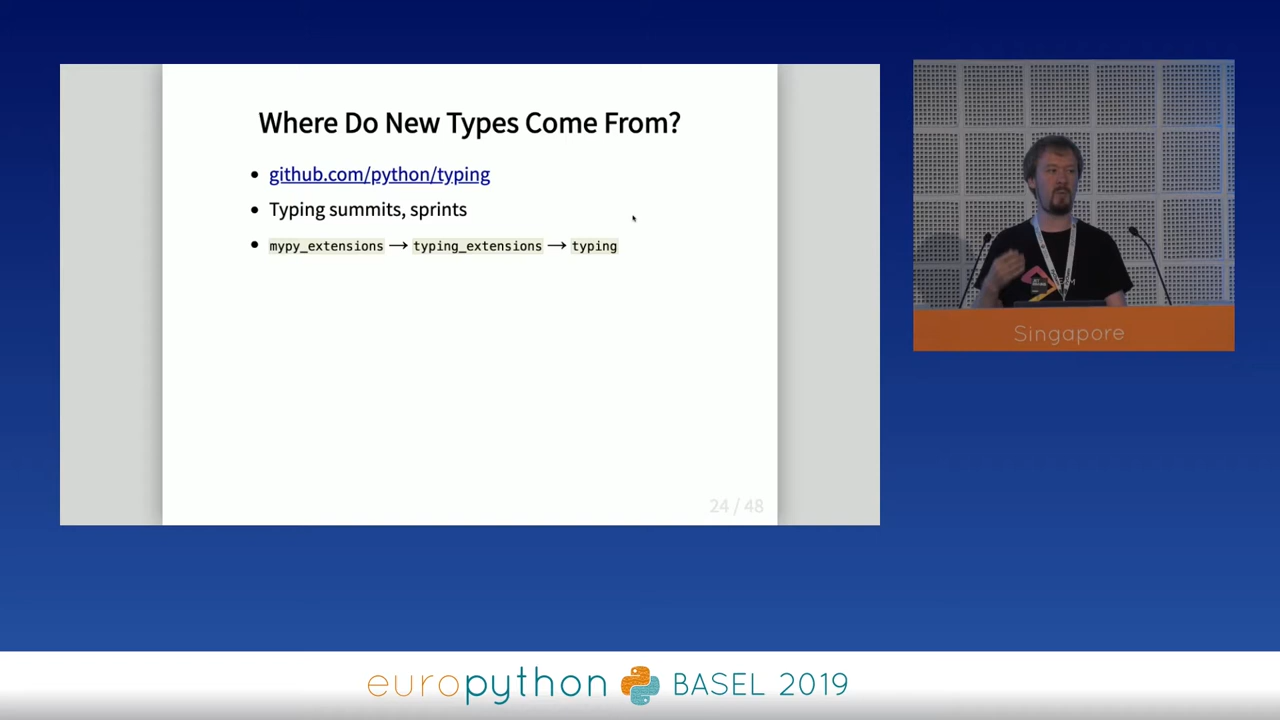 Where Do New Types Come From?
• github.com/python/typing
• Typing summits, sprints
• mypy_extensions → typing_extensions → typing
24 / 48
Singapore
europython BASEL 2019